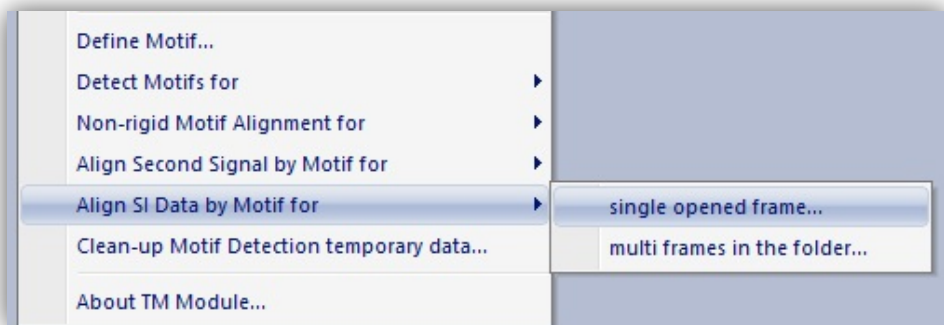 Define Motif...
Detect Motifs for
Non-rigid Motif Alignment for
Align Second Signal by Motif for
Align SI Data by Motif for
single opened frame...
Clean-up Motif Detection temporary data...
multi frames in the folder...
About TM Module...